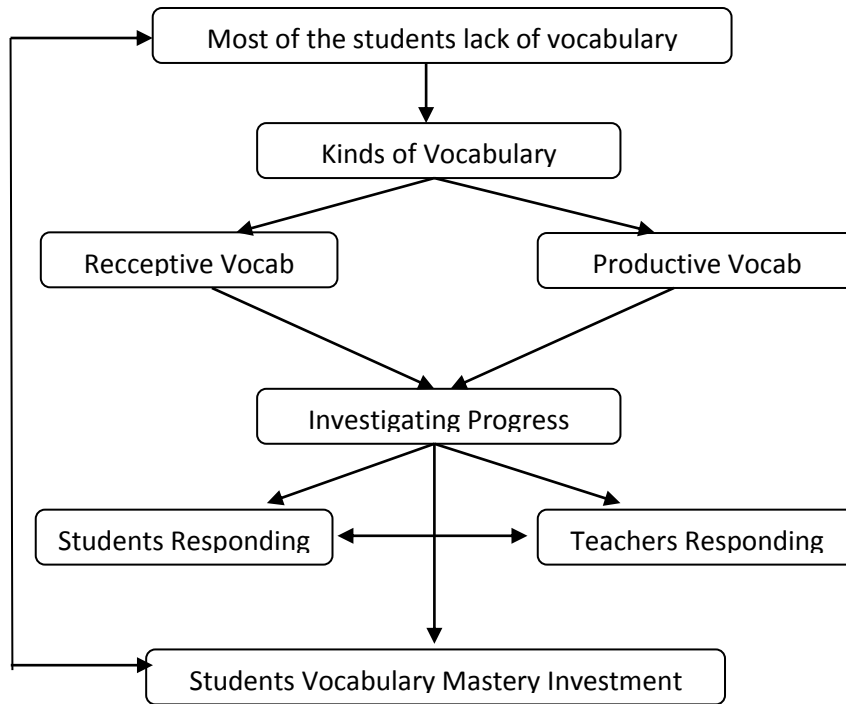 Most of the students lack of vocabulary
Kinds of Vocabulary
Recceptive Vocab
Productive Vocab
Investigating Progress
Students Responding
Teachers Responding
Students Vocabulary Mastery Investment